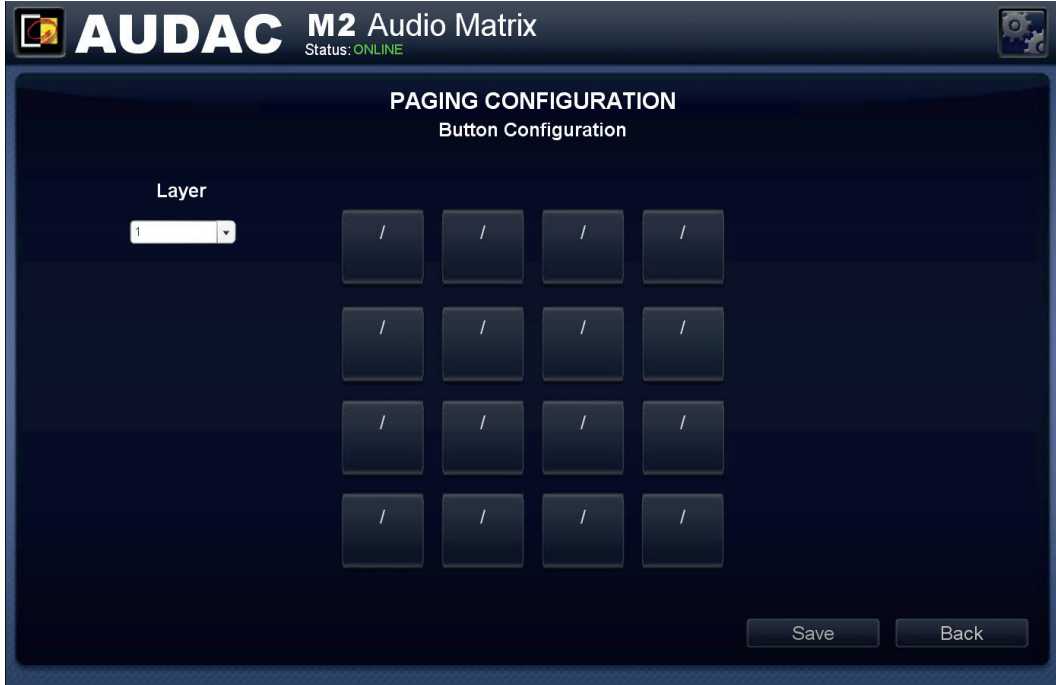 AUDAC M2 Audio Matrix
Status: ONLINE
PAGING CONFIGURATION
Button Configuration
Layer
1
/ / / /
/ / / /
/ / / /
/ / / /
Save Back